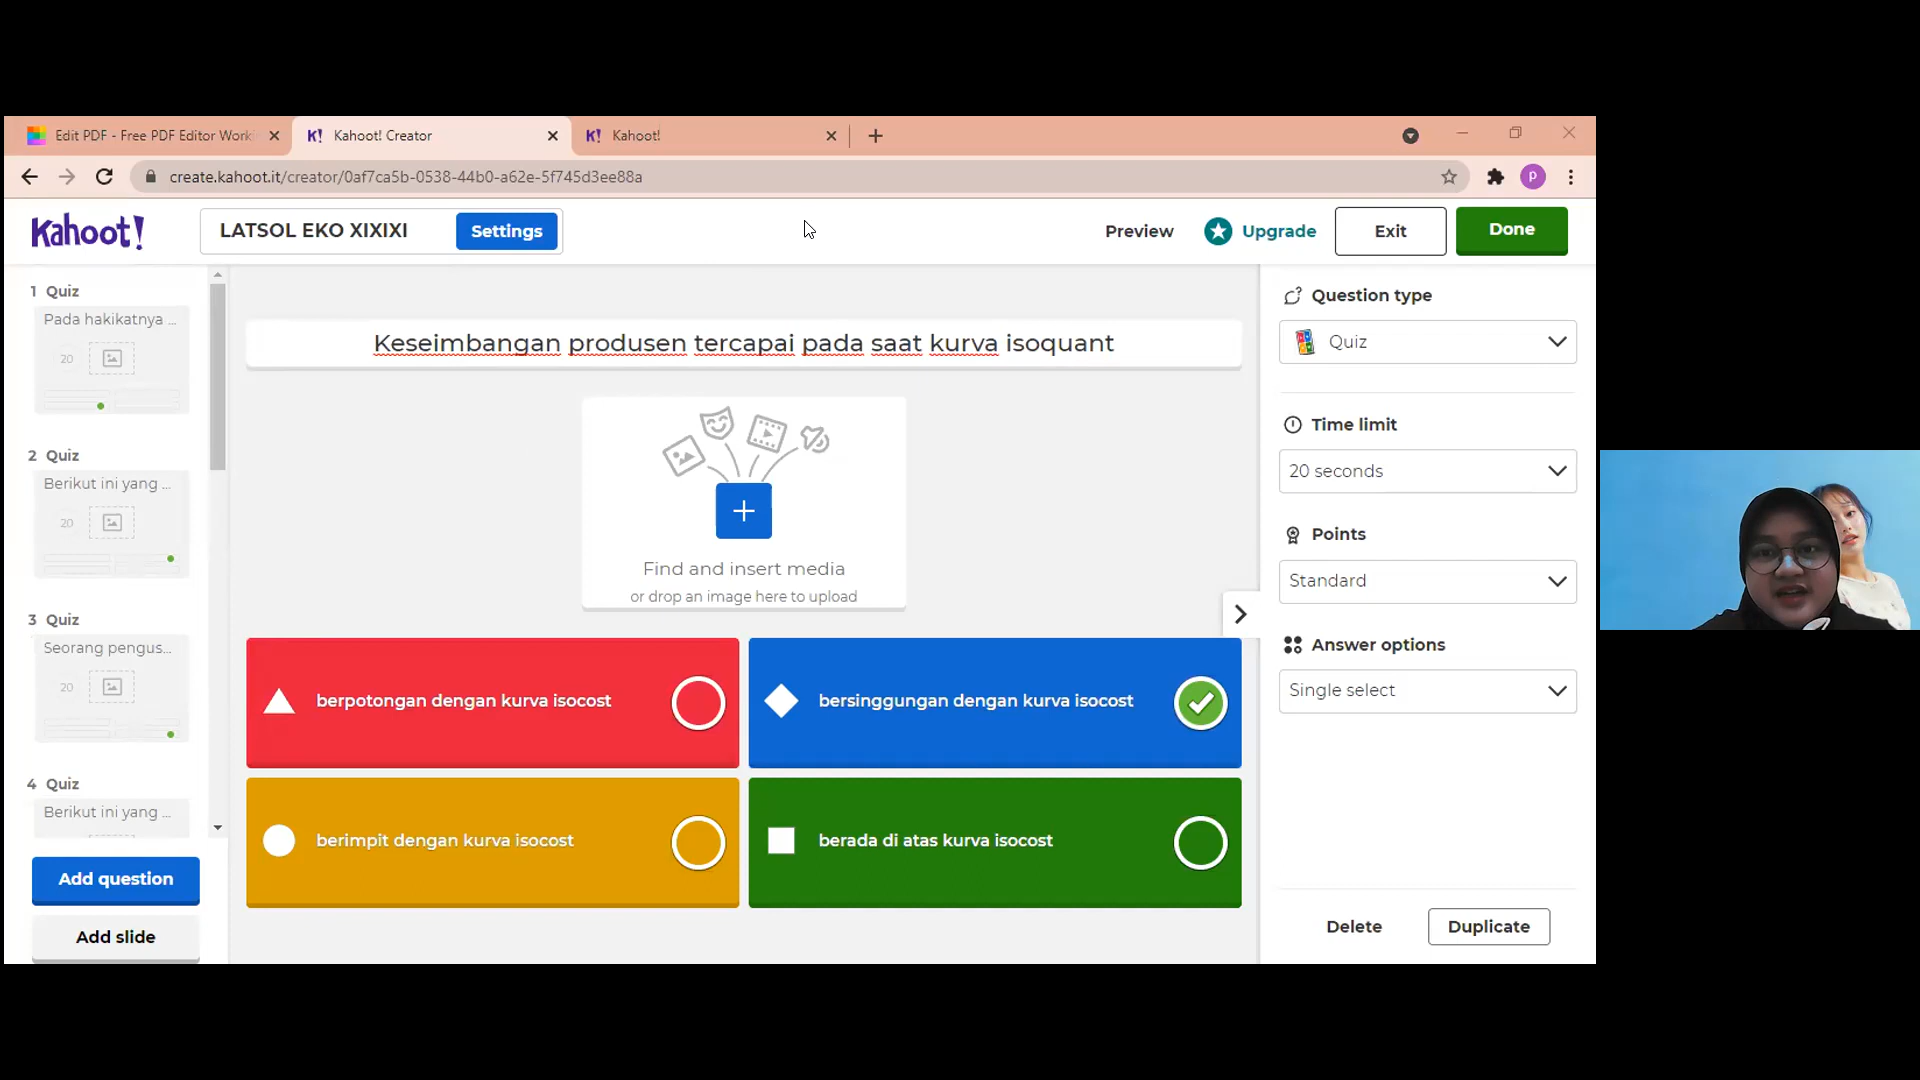 Edit PDF - Free PDF Editor Worki
Kahoot! Creator
Kahoot!
create.kahoot.it/creator/0af7ca5b-0538-44b0-a62e-5f745d3ee88a
P
Kahoot!
LATSOL EKO XIXIXI
Settings
Preview
Upgrade
Exit
Done
1 Quiz
Pada hakikatnya ...
20
2 Quiz
Berikut ini yang ...
20
3 Quiz
Seorang pengus...
20
4 Quiz
Berikut ini yang ...
Add question
Add slide
Keseimbangan produsen tercapai pada saat kurva isoquant
Find and insert media
or drop an image here to upload
berpotongan dengan kurva isocost
bersinggungan dengan kurva isocost
berimpit dengan kurva isocost
berada di atas kurva isocost
Question type
Quiz
Time limit
20 seconds
Points
Standard
Answer options
Single select
Delete
Duplicate